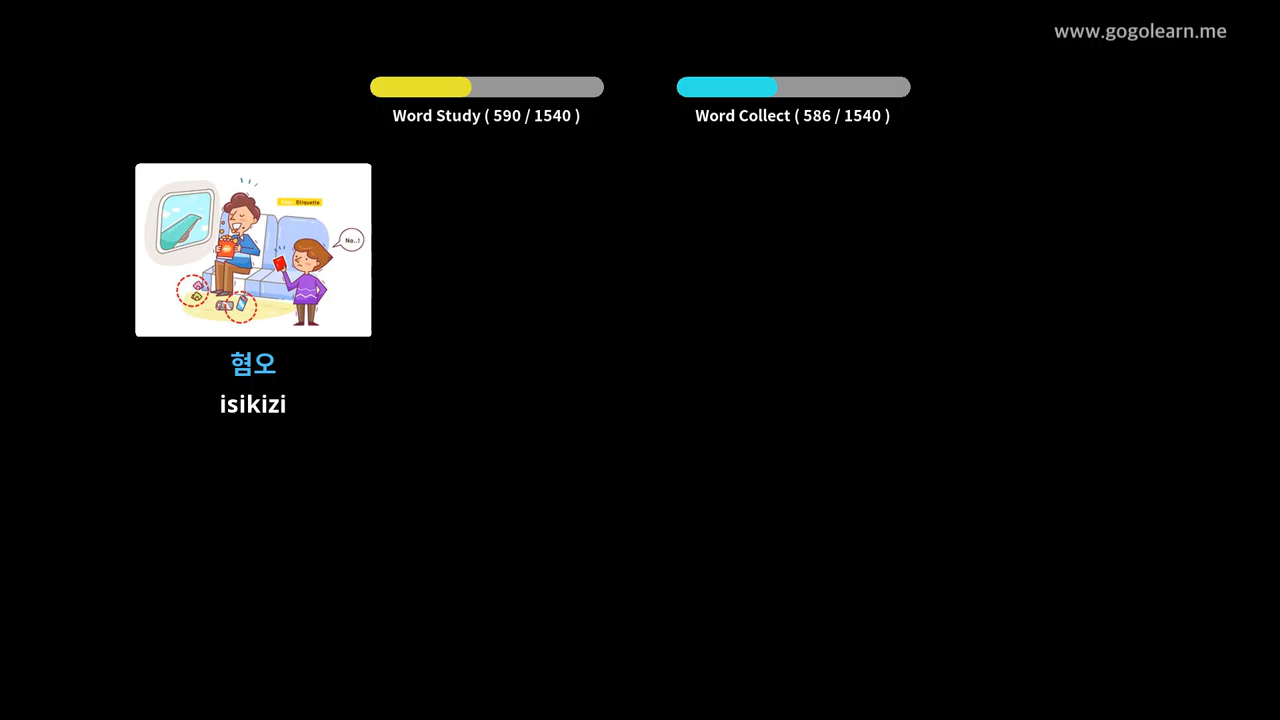 www.gogolearn.me
Word Study ( 590 / 1540 )
Word Collect ( 586 / 1540 )
Etiquette
No..!
혐오
isikizi